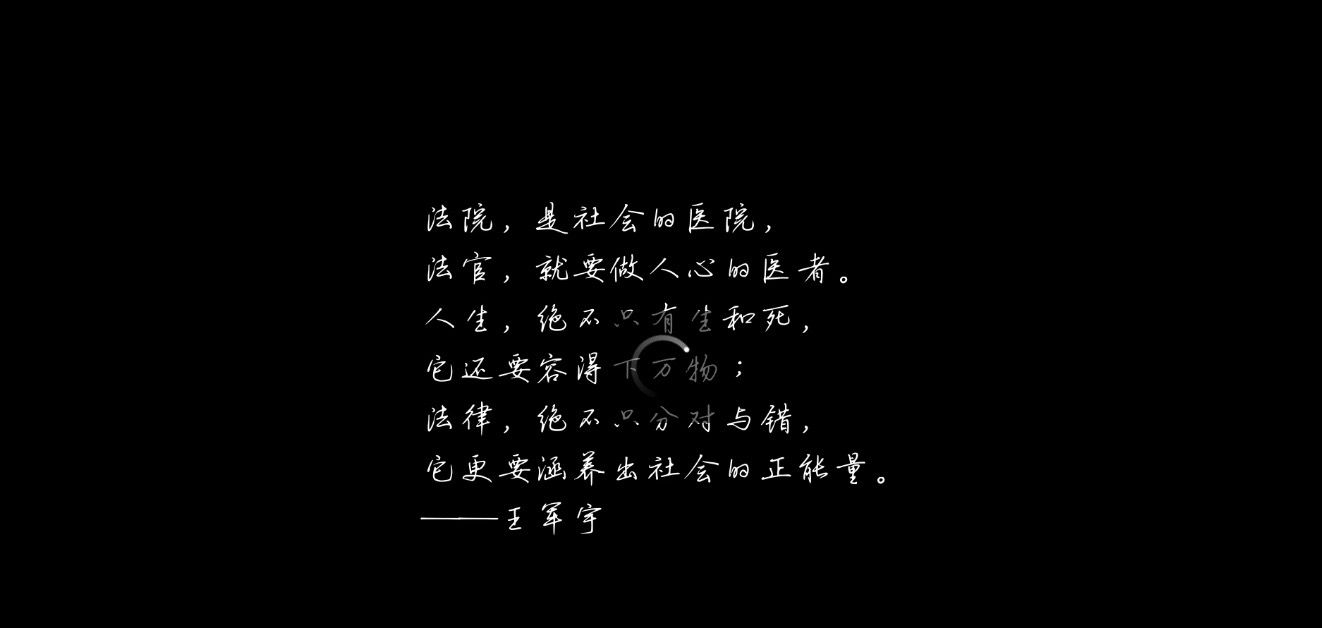 法院，是社会的医院，
法官，就要做人心的医者。
人生，绝不只有生和死，
它还要容得下万物；
法律，绝不只分对与错，
它更要涵养出社会的正能量。
——王军宇